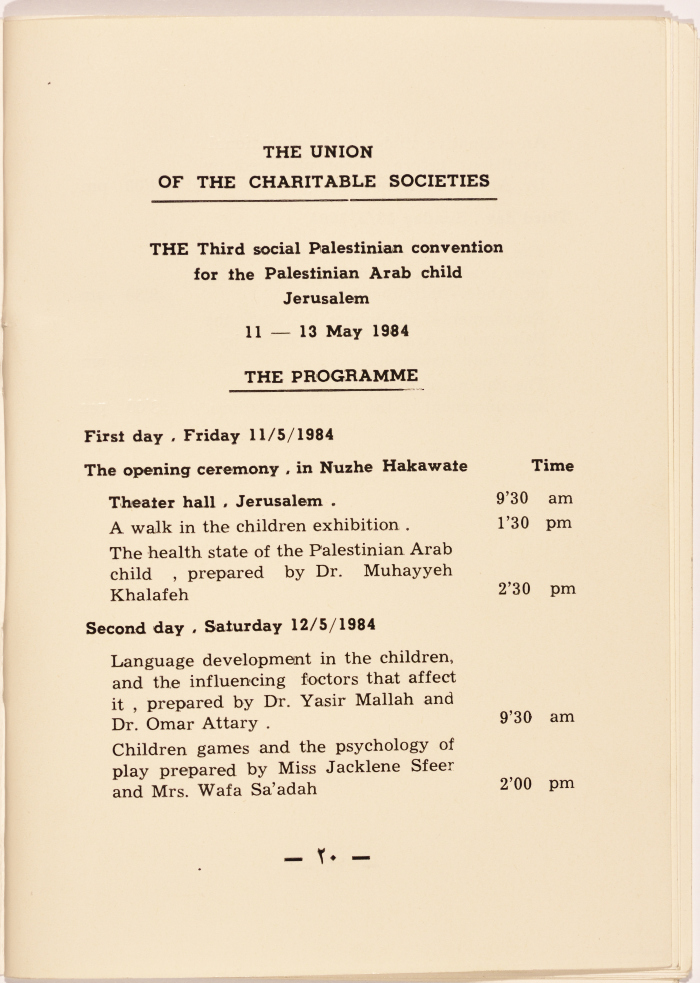 THE UNION
OF THE CHARITABLE SOCIETIES
THE Third social Palestinian convention
for the Palestinian Arab child
Jerusalem
11 — 13 May 1984
THE PROGRAMME
First day . Friday 11/5/1984
The opening ceremony . in Nuzhe Hakawate Time
Theater hall . Jerusalem . 9'30 am
A walk in the children exhibition . 1'30 pm
The health state of the Palestinian Arab
child , prepared by Dr. Muhayyeh
Khalafeh 2'30 pm
Second day . Saturday 12/5/1984
Language development in the children,
and the influencing foctors that affect
it , prepared by Dr. Yasir Mallah and
Dr. Omar Attary . 9'30 am
Children games and the psychology of
play prepared by Miss Jacklene Sfeer
and Mrs. Wafa Sa'adah 2'00 pm
— ٢٠ —